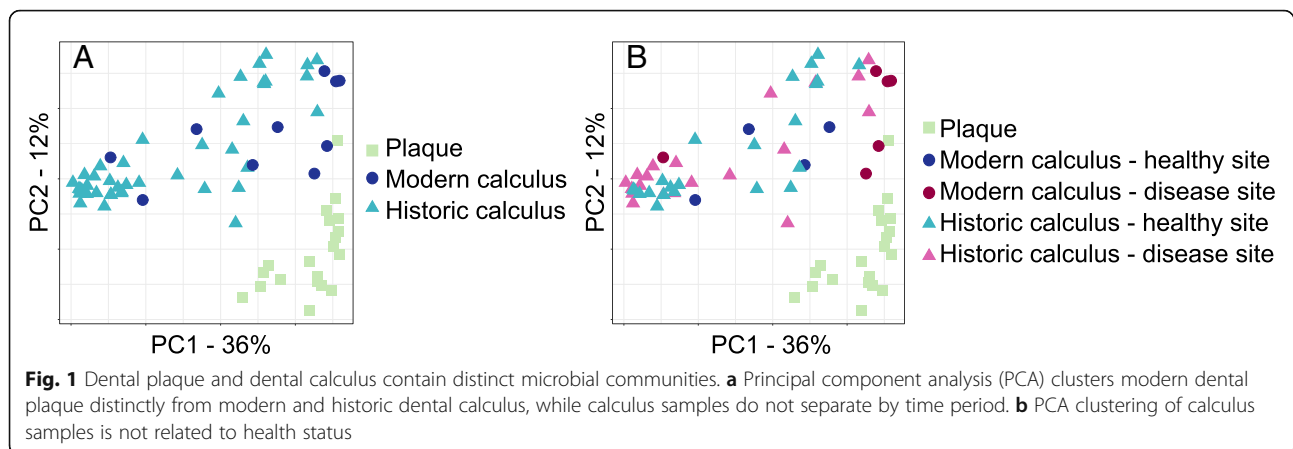 A
PC2 - 12%
PC1 - 36%
Plaque
Modern calculus
Historic calculus
B
PC2 - 12%
PC1 - 36%
Plaque
Modern calculus - healthy site
Modern calculus - disease site
Historic calculus - healthy site
Historic calculus - disease site
Fig. 1 Dental plaque and dental calculus contain distinct microbial communities. a Principal component analysis (PCA) clusters modern dental
plaque distinctly from modern and historic dental calculus, while calculus samples do not separate by time period. b PCA clustering of calculus
samples is not related to health status